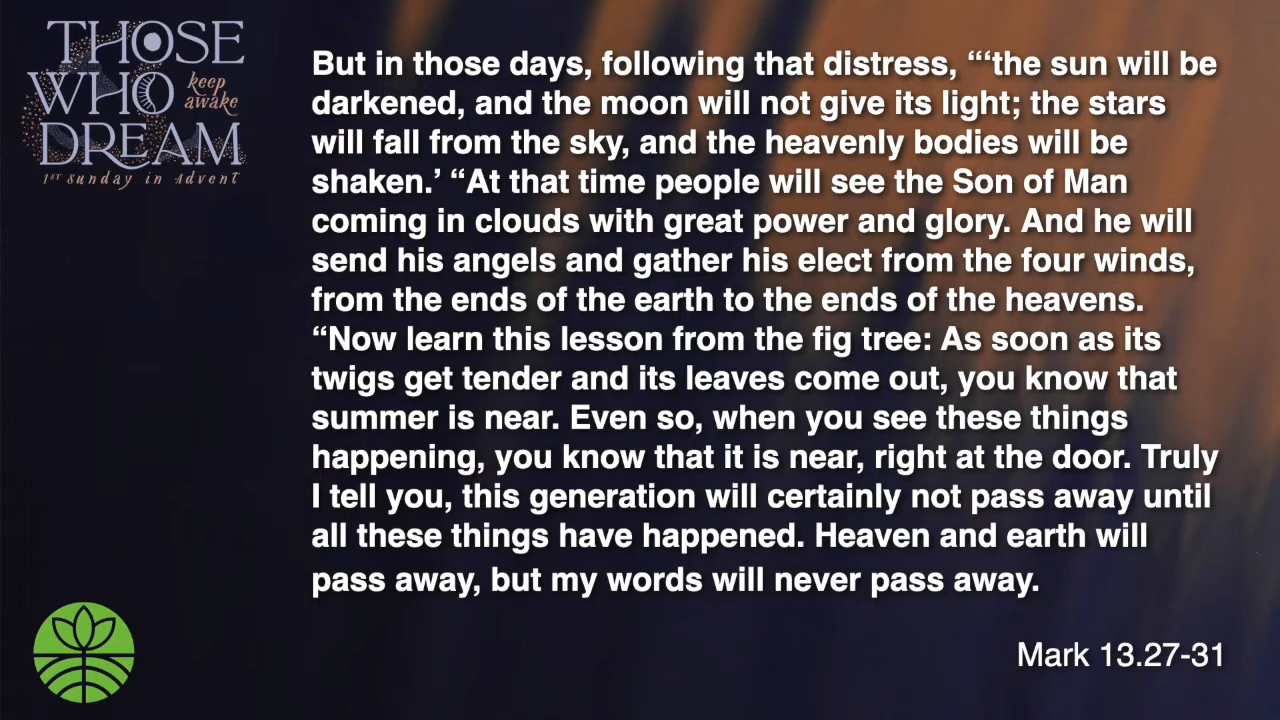 THOSE
WHO keep awake
DREAM
1ST Sunday in Advent
But in those days, following that distress, “‘the sun will be
darkened, and the moon will not give its light; the stars
will fall from the sky, and the heavenly bodies will be
shaken.’ “At that time people will see the Son of Man
coming in clouds with great power and glory. And he will
send his angels and gather his elect from the four winds,
from the ends of the earth to the ends of the heavens.
“Now learn this lesson from the fig tree: As soon as its
twigs get tender and its leaves come out, you know that
summer is near. Even so, when you see these things
happening, you know that it is near, right at the door. Truly
I tell you, this generation will certainly not pass away until
all these things have happened. Heaven and earth will
pass away, but my words will never pass away.
Mark 13.27-31